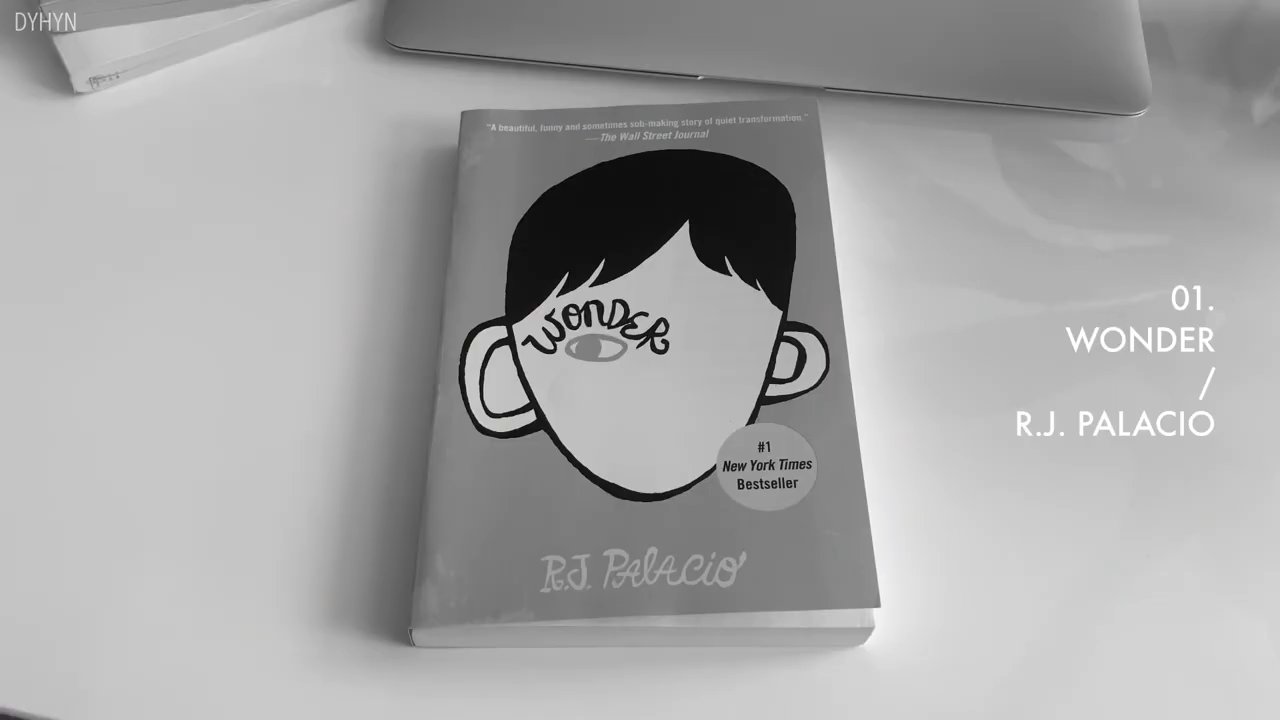 DYHYN
"A beautiful, funny and sometimes sob-making story of quiet transformation."
—The Wall Street Journal
WONDER
#1
New York Times
Bestseller
R.J. PALACIO
01.
WONDER
/
R.J. PALACIO